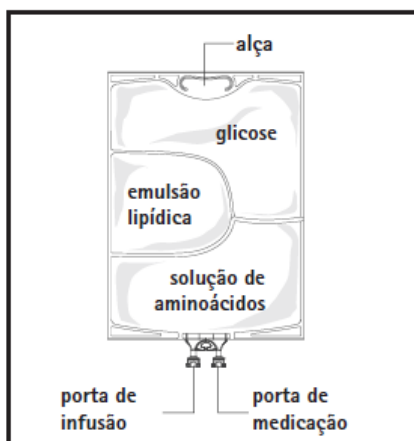 alça
glicose
emulsão
lipídica
solução de
aminoácidos
porta de
infusão
porta de
medicação